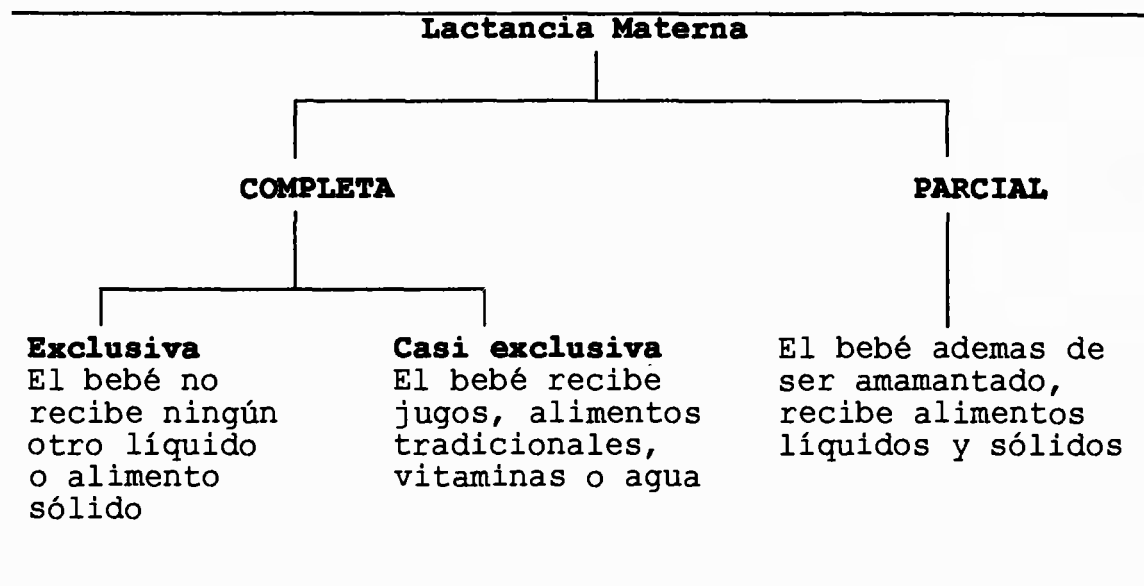 Lactancia Materna
COMPLETA
PARCIAL
Exclusiva
El bebé no
recibe ningún
otro líquido
o alimento
sólido
Casi exclusiva
El bebé recibe
jugos, alimentos
tradicionales,
vitaminas o agua
El bebé ademas de
ser amamantado,
recibe alimentos
líquidos y sólidos